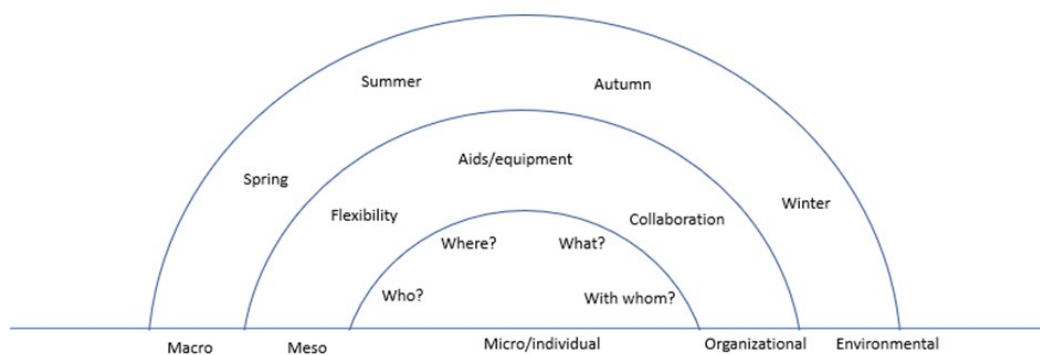 Summer
Autumn
Aids/equipment
Spring
Winter
Flexibility
Collaboration
Where?
What?
Who?
With whom?
Macro
Meso
Micro/individual
Organizational
Environmental